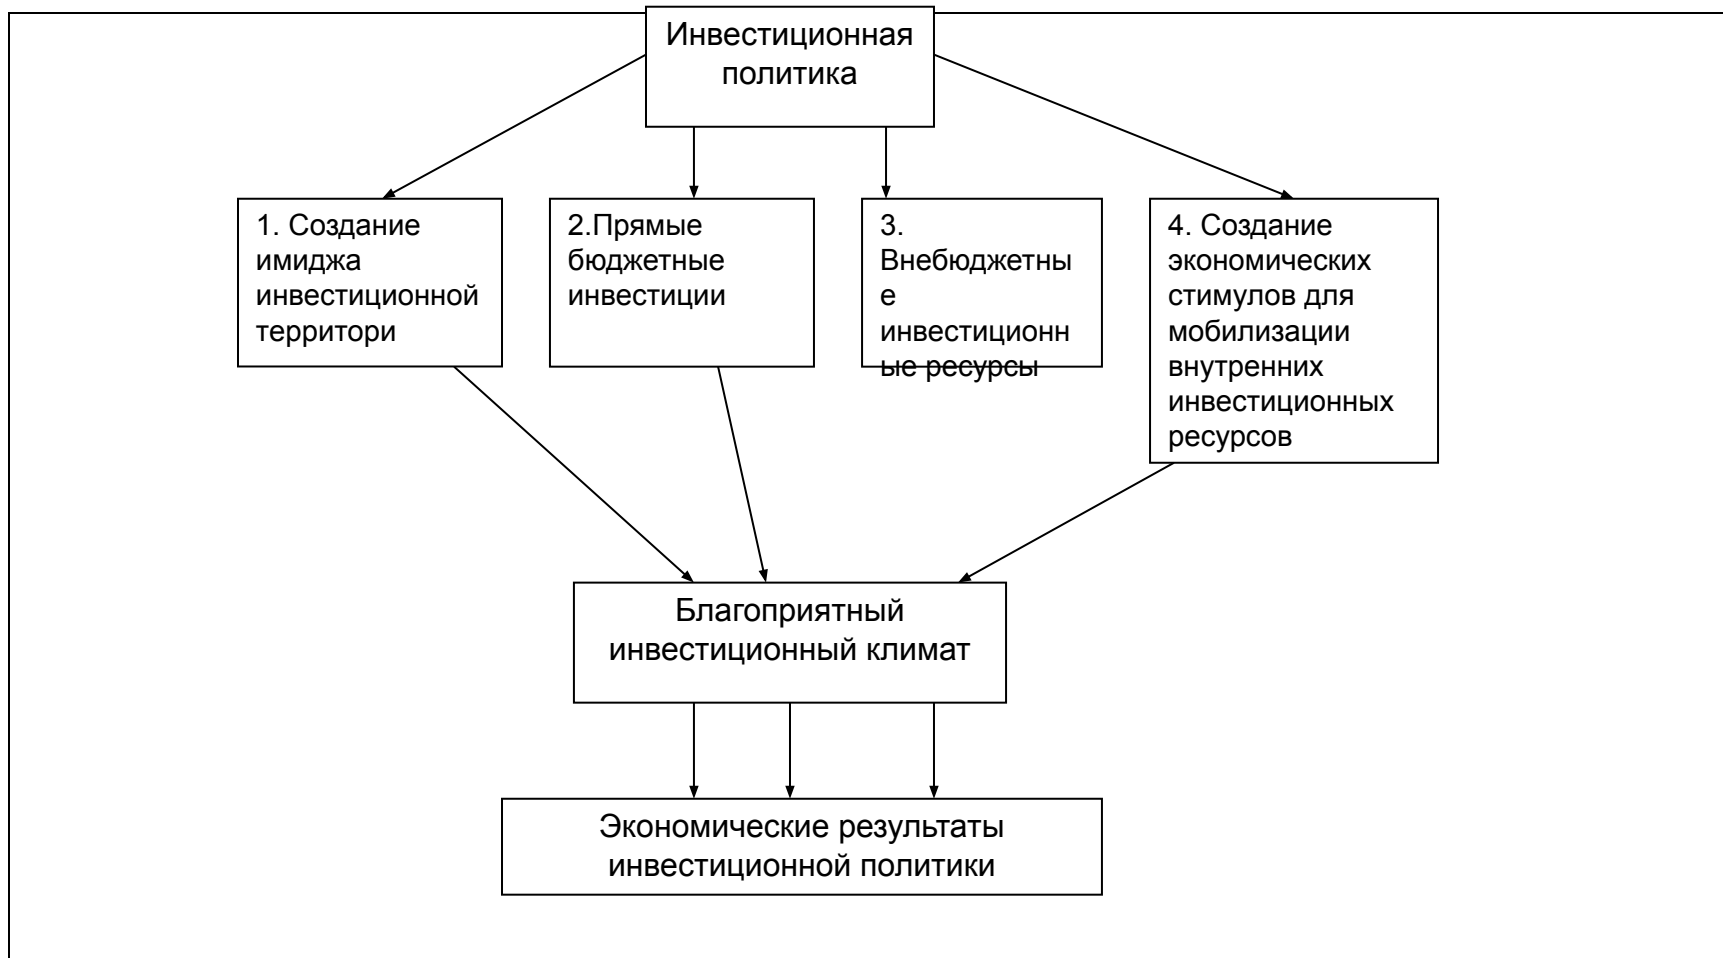 Инвестиционная
политика
1. Создание
имиджа
инвестиционной
территори
2.Прямые
бюджетные
инвестиции
3.
Внебюджетны
е
инвестиционн
ые ресурсы
4. Создание
экономических
стимулов для
мобилизации
внутренних
инвестиционных
ресурсов
Благоприятный
инвестиционный климат
Экономические результаты
инвестиционной политики